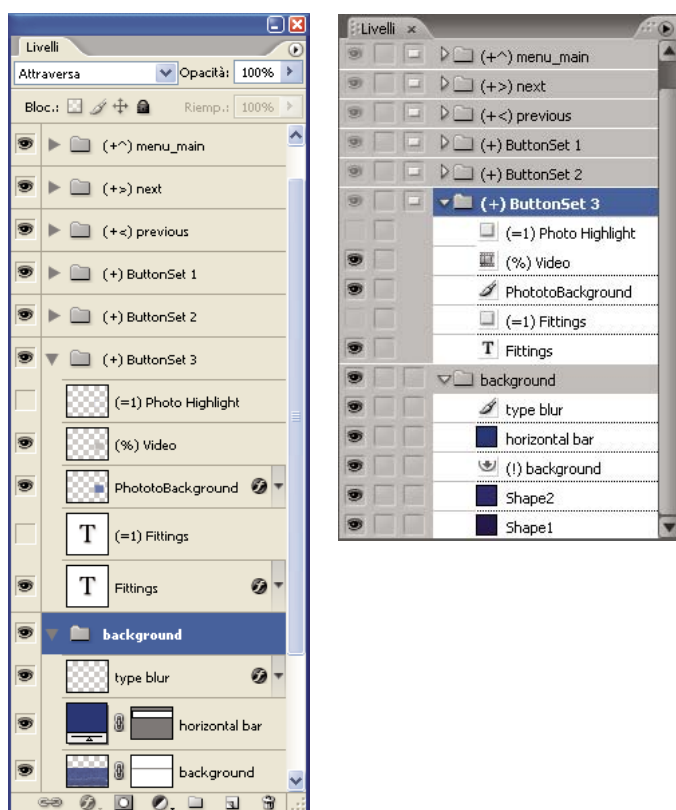 Livelli
Attraversa Opacità: 100%
Bloc.: Riemp.: 100%
(+^) menu_main
(+>) next
(+<) previous
(+) ButtonSet 1
(+) ButtonSet 2
(+) ButtonSet 3
(=1) Photo Highlight
(%) Video
PhototoBackground
T (=1) Fittings
T Fittings
background
type blur
horizontal bar
background
Livelli x
(+^) menu_main
(+>) next
(+<) previous
(+) ButtonSet 1
(+) ButtonSet 2
(+) ButtonSet 3
(=1) Photo Highlight
(%) Video
PhototoBackground
(=1) Fittings
T Fittings
background
type blur
horizontal bar
(!) background
Shape2
Shape1